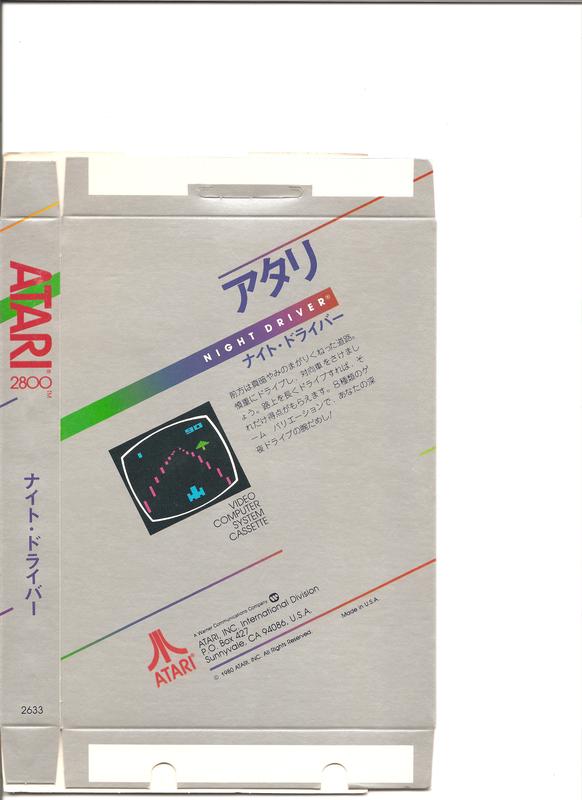 ATARI®
2800™
ナイト・ドライバー
2633
アタリ
NIGHT DRIVER®
ナイト・ドライバー
前方は真暗やみのまがりくねった道路。
慎重にドライブし、対向車をさけまし
ょう。路上を長くドライブすれば、そ
れだけ得点がもらえます。8種類のゲ
ーム バリエーションで、あなたの深
夜ドライブの腕だめし!
90
VIDEO
COMPUTER
SYSTEM
CASSETTE
ATARI®
A Warner Communications Company
ATARI, INC. International Division
P.O. Box 427
Sunnyvale, CA 94086, U.S.A.
© 1980 ATARI, INC. All Rights Reserved.
Made in U.S.A.